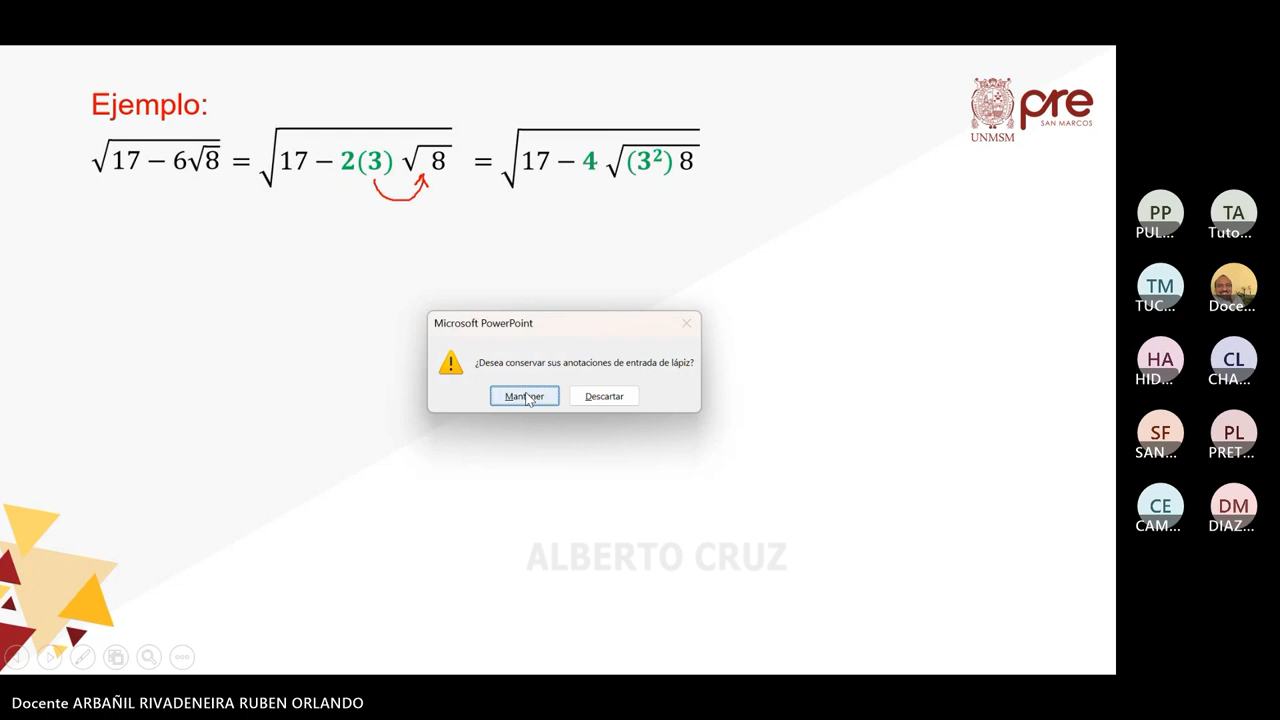 Ejemplo:
√(17 − 6√8) = √(17 − 2(3) √8) = √(17 − 4 √((3²) 8))
UNMSM
pre
SAN MARCOS
Microsoft PowerPoint
¿Desea conservar sus anotaciones de entrada de lápiz?
Mantener
Descartar
ALBERTO CRUZ
PP
PUL...
TA
Tuto...
TM
TUC...
Doce...
HA
HID...
CL
CHA...
SF
SAN...
PL
PRET...
CE
CAM...
DM
DIAZ...
Docente ARBAÑIL RIVADENEIRA RUBEN ORLANDO